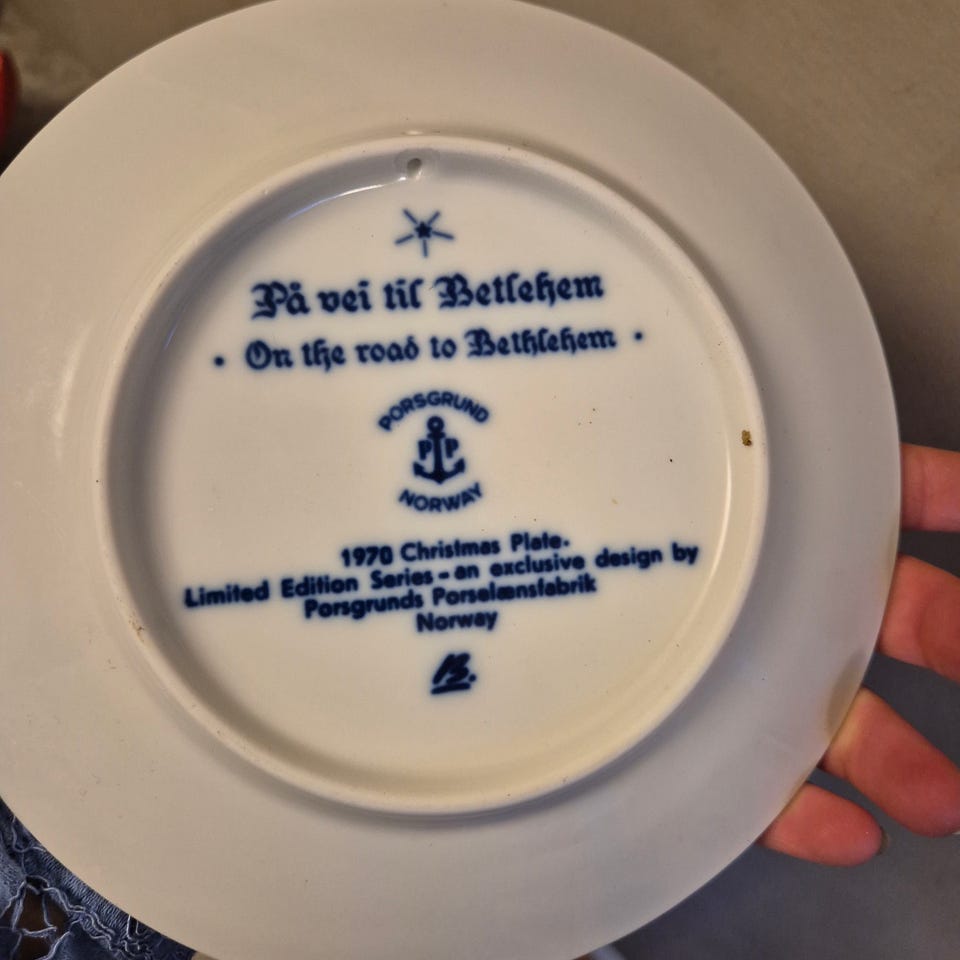 På vei til Betlehem
· On the road to Bethlehem ·
PORSGRUND
PP
NORWAY
1970 Christmas Plate.
Limited Edition Series - an exclusive design by
Porsgrunds Porselænsfabrik
Norway
B.